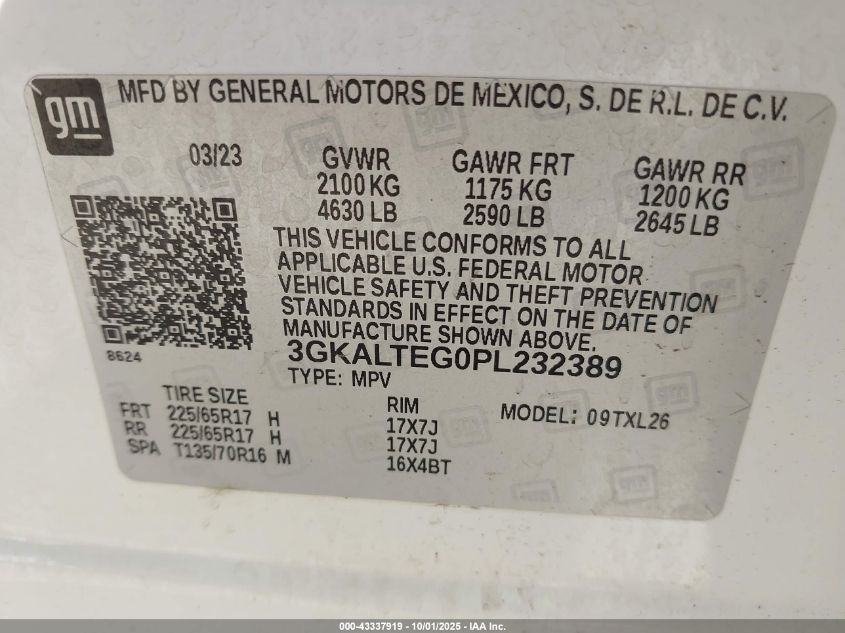 gm
MFD BY GENERAL MOTORS DE MEXICO, S. DE R.L. DE C.V.
03/23
GVWR
2100 KG
4630 LB
GAWR FRT
1175 KG
2590 LB
GAWR RR
1200 KG
2645 LB
THIS VEHICLE CONFORMS TO ALL
APPLICABLE U.S. FEDERAL MOTOR
VEHICLE SAFETY AND THEFT PREVENTION
STANDARDS IN EFFECT ON THE DATE OF
MANUFACTURE SHOWN ABOVE.
8624
3GKALTEG0PL232389
TYPE: MPV
TIRE SIZE
FRT 225/65R17 H
RR 225/65R17 H
SPA T135/70R16 M
RIM
17X7J
17X7J
16X4BT
MODEL: 09TXL26
000-43337919 - 10/01/2025 - IAA Inc.